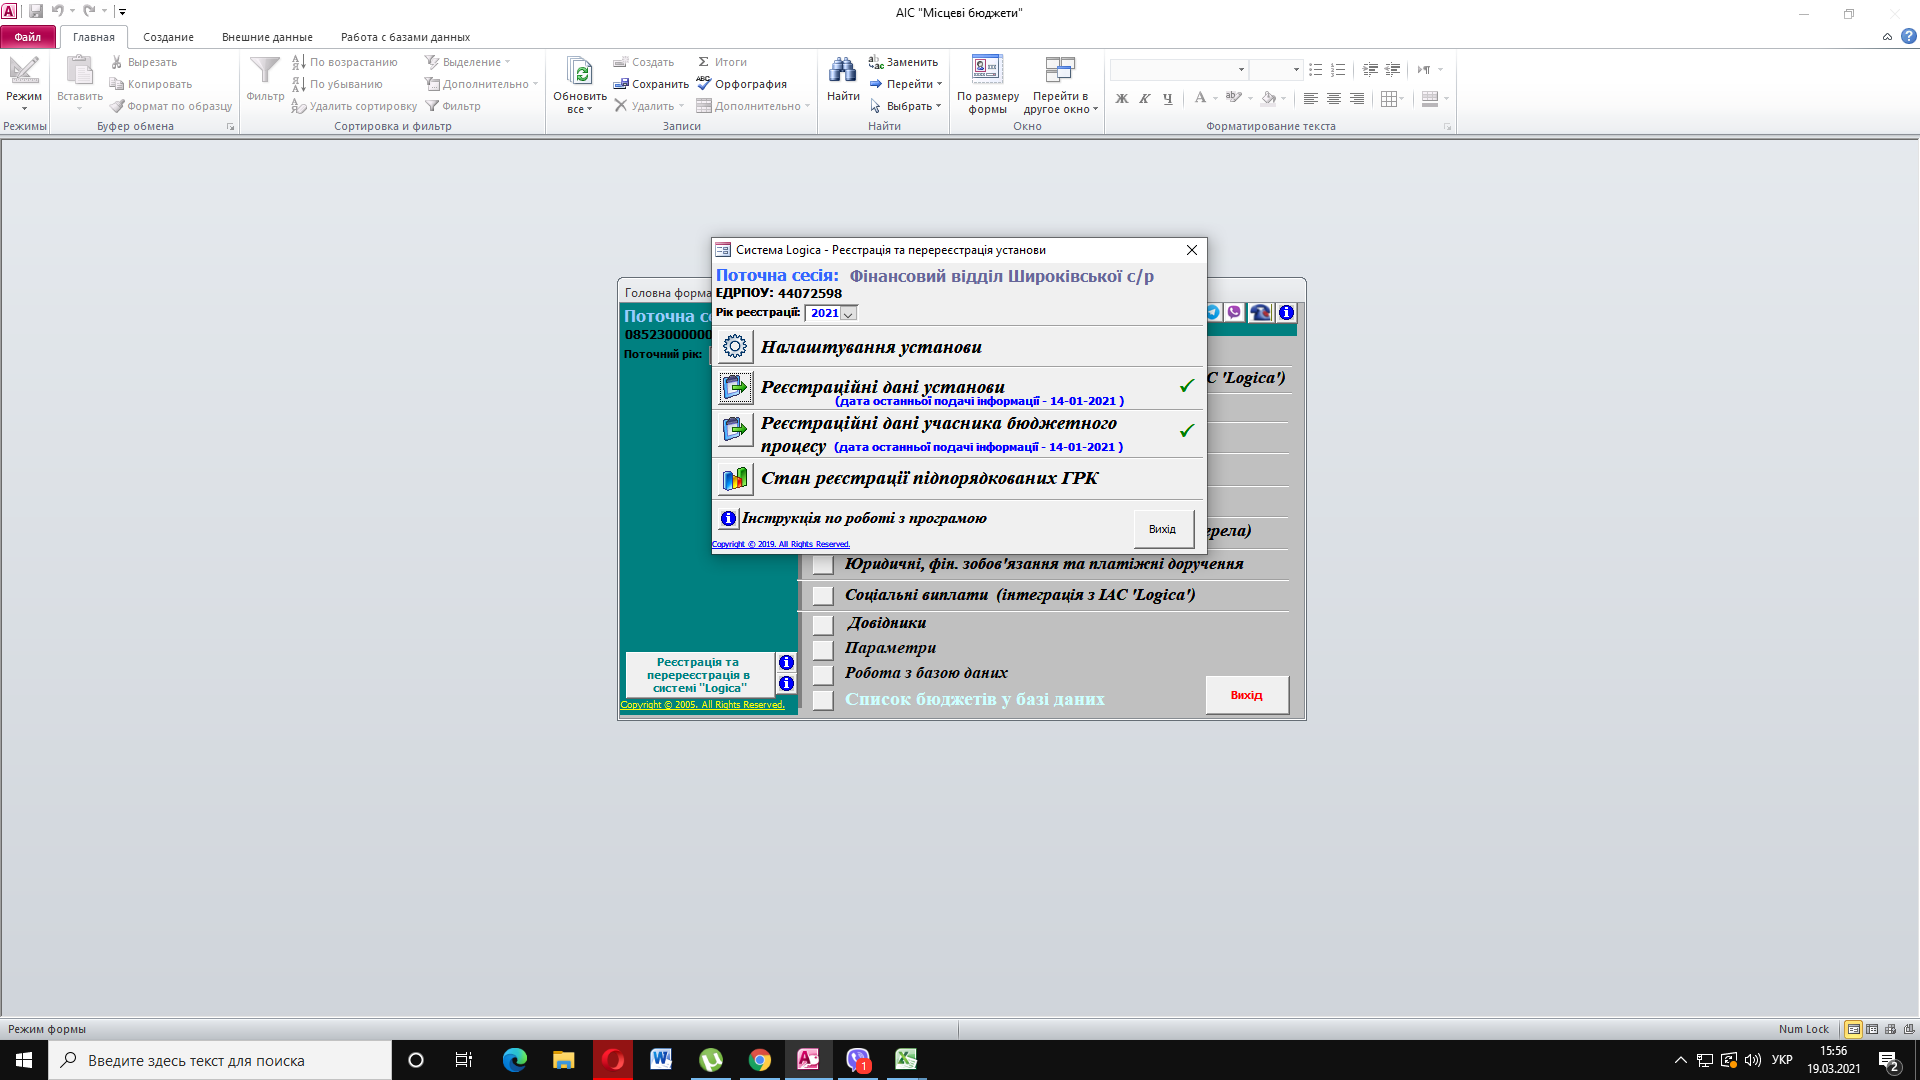 АІС "Місцеві бюджети"
Файл
Главная
Создание
Внешние данные
Работа с базами данных
Режим
Режимы
Вставить
Вырезать
Копировать
Формат по образцу
Буфер обмена
Фильтр
По возрастанию
По убыванию
Удалить сортировку
Выделение
Дополнительно
Фильтр
Сортировка и фильтр
Обновить
все
Создать
Сохранить
Удалить
Итоги
Орфография
Дополнительно
Записи
Найти
Заменить
Перейти
Выбрать
Найти
По размеру
формы
Перейти в
другое окно
Окно
Ж К Ч
Форматирование текста
Система Logica - Реєстрація та перереєстрація установи
Поточна сесія: Фінансовий відділ Широківської с/р
ЕДРПОУ: 44072598
Рік реєстрації: 2021
Налаштування установи
Реєстраційні дані установи
(дата останньої подачі інформації - 14-01-2021 )
Реєстраційні дані учасника бюджетного
процесу (дата останньої подачі інформації - 14-01-2021 )
Стан реєстрації підпорядкованих ГРК
Інструкція по роботі з програмою
Copyright © 2019. All Rights Reserved.
Вихід
Головна форма
Поточна се
08523000000
Поточний рік:
С 'Logica')
ерела)
Юридичні, фін. зобов'язання та платіжні доручення
Соціальні виплати (інтеграція з ІАС 'Logica')
Довідники
Параметри
Робота з базою даних
Список бюджетів у базі даних
Вихід
Реєстрація та
перереєстрація в
системі "Logica"
Copyright © 2005. All Rights Reserved.
Режим формы
Num Lock
Введите здесь текст для поиска
1
УКР
15:56
19.03.2021
2